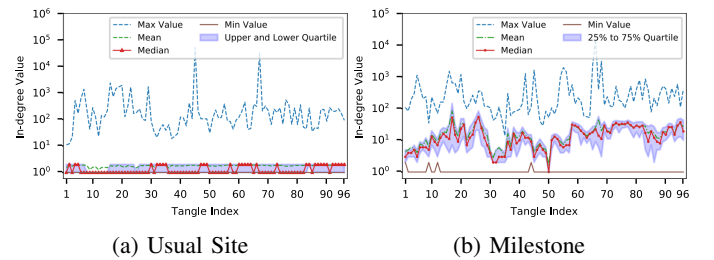 In-degree Value
10^6
10^5
10^4
10^3
10^2
10^1
10^0
Max Value
Mean
Median
Min Value
Upper and Lower Quartile
1 10 20 30 40 50 60 70 80 90 96
Tangle Index
(a) Usual Site
In-degree Value
10^5
10^4
10^3
10^2
10^1
10^0
Max Value
Mean
Median
Min Value
25% to 75% Quartile
1 10 20 30 40 50 60 70 80 90 96
Tangle Index
(b) Milestone